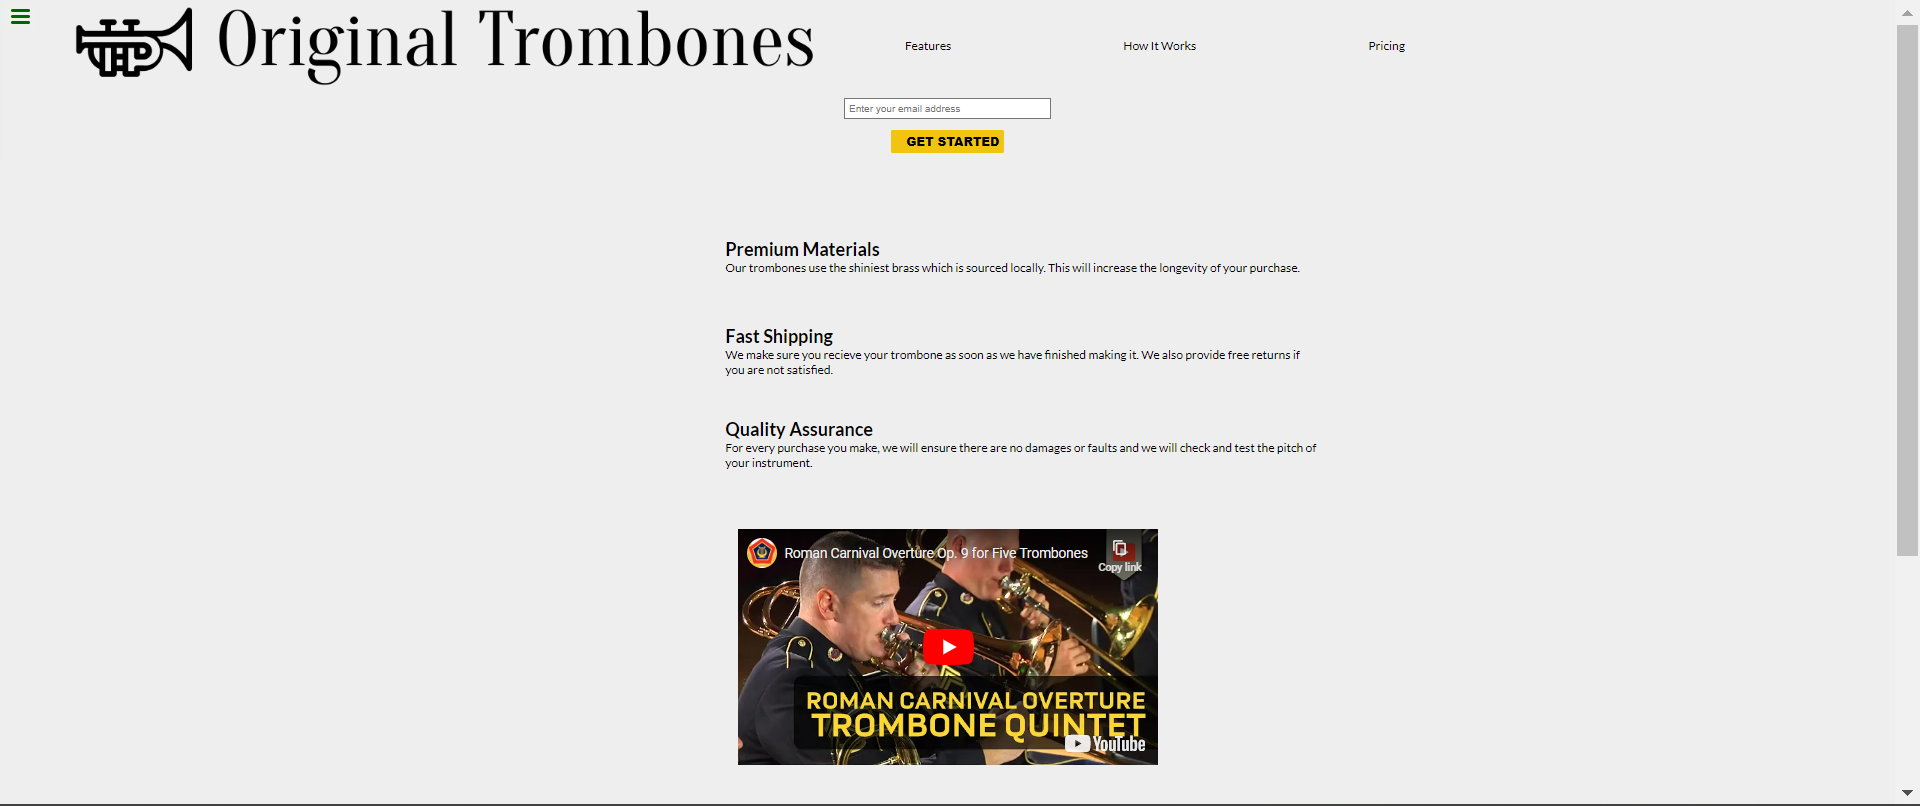 Original Trombones
Features
How It Works
Pricing
Enter your email address
GET STARTED
Premium Materials
Our trombones use the shiniest brass which is sourced locally. This will increase the longevity of your purchase.
Fast Shipping
We make sure you recieve your trombone as soon as we have finished making it. We also provide free returns if
you are not satisfied.
Quality Assurance
For every purchase you make, we will ensure there are no damages or faults and we will check and test the pitch of
your instrument.
Roman Carnival Overture Op. 9 for Five Trombones
Copy link
ROMAN CARNIVAL OVERTURE
TROMBONE QUINTET
YouTube